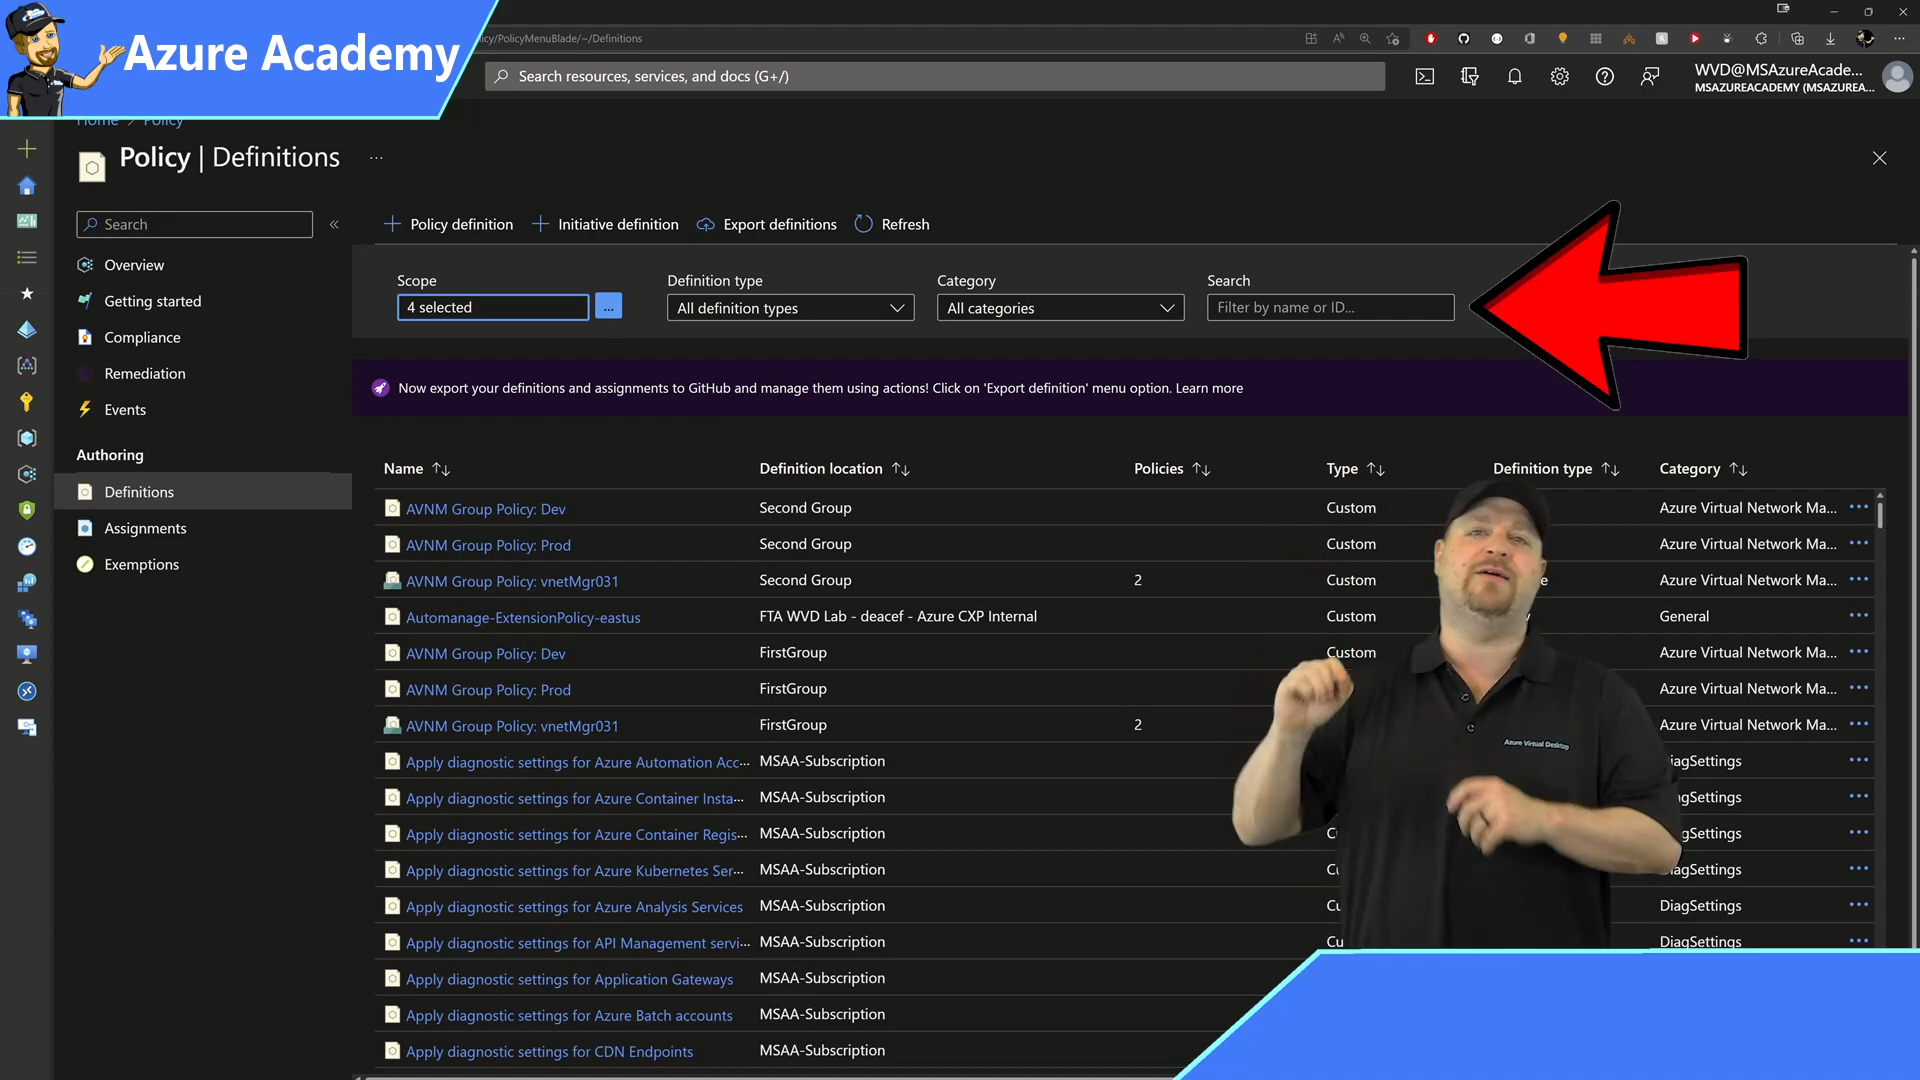 Azure Academy
icy/PolicyMenuBlade/~/Definitions
Search resources, services, and docs (G+/)
WVD@MSAzureAcade...
MSAZUREACADEMY (MSAZUREA...
Home > Policy
Policy | Definitions
...
Search
Overview
Getting started
Compliance
Remediation
Events
Authoring
Definitions
Assignments
Exemptions
Policy definition
Initiative definition
Export definitions
Refresh
Scope
4 selected
...
Definition type
All definition types
Category
All categories
Search
Filter by name or ID...
Now export your definitions and assignments to GitHub and manage them using actions! Click on 'Export definition' menu option. Learn more
Name Definition location Policies Type Definition type Category
AVNM Group Policy: Dev Second Group Custom Azure Virtual Network Ma...
AVNM Group Policy: Prod Second Group Custom Azure Virtual Network Ma...
AVNM Group Policy: vnetMgr031 Second Group 2 Custom Azure Virtual Network Ma...
Automanage-ExtensionPolicy-eastus FTA WVD Lab - deacef - Azure CXP Internal Custom General
AVNM Group Policy: Dev FirstGroup Custom Azure Virtual Network Ma...
AVNM Group Policy: Prod FirstGroup Azure Virtual Network Ma...
AVNM Group Policy: vnetMgr031 FirstGroup 2 Azure Virtual Network Ma...
Apply diagnostic settings for Azure Automation Acc... MSAA-Subscription iagSettings
Apply diagnostic settings for Azure Container Insta... MSAA-Subscription agSettings
Apply diagnostic settings for Azure Container Regis... MSAA-Subscription DiagSettings
Apply diagnostic settings for Azure Kubernetes Ser... MSAA-Subscription iagSettings
Apply diagnostic settings for Azure Analysis Services MSAA-Subscription DiagSettings
Apply diagnostic settings for API Management servi... MSAA-Subscription DiagSettings
Apply diagnostic settings for Application Gateways MSAA-Subscription
Apply diagnostic settings for Azure Batch accounts MSAA-Subscription
Apply diagnostic settings for CDN Endpoints MSAA-Subscription
Azure Virtual Desktop